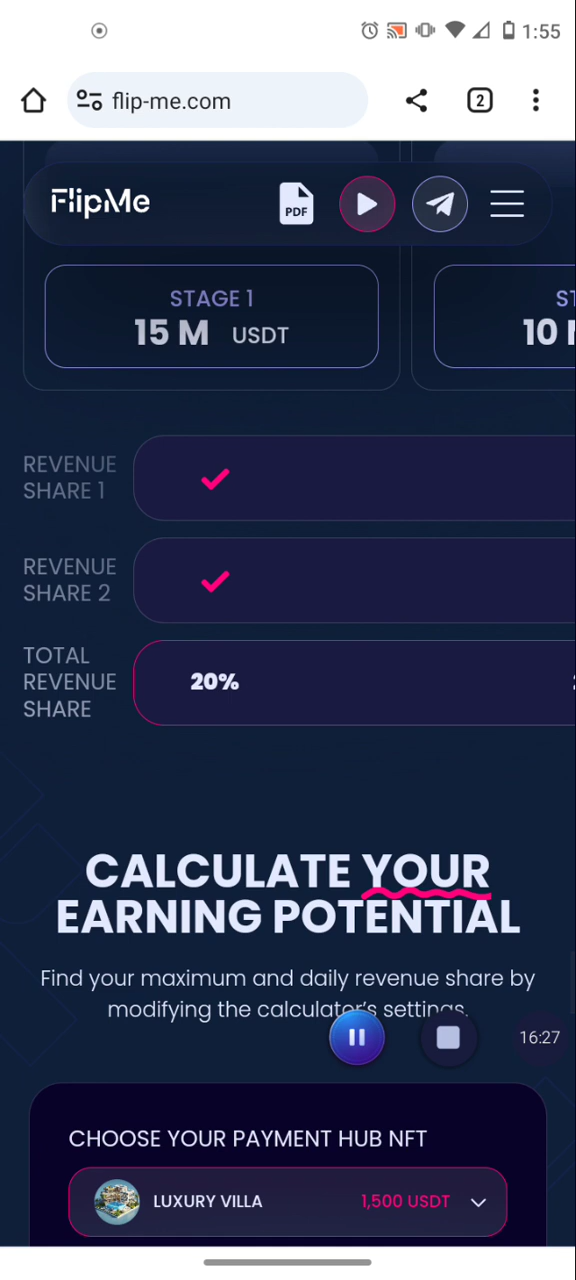 1:55
flip-me.com
2
FlipMe
PDF
STAGE 1
15 M USDT
10
REVENUE
SHARE 1
REVENUE
SHARE 2
TOTAL
REVENUE
SHARE
20%
CALCULATE YOUR
EARNING POTENTIAL
Find your maximum and daily revenue share by
modifying the calculator's settings.
16:27
CHOOSE YOUR PAYMENT HUB NFT
LUXURY VILLA 1,500 USDT